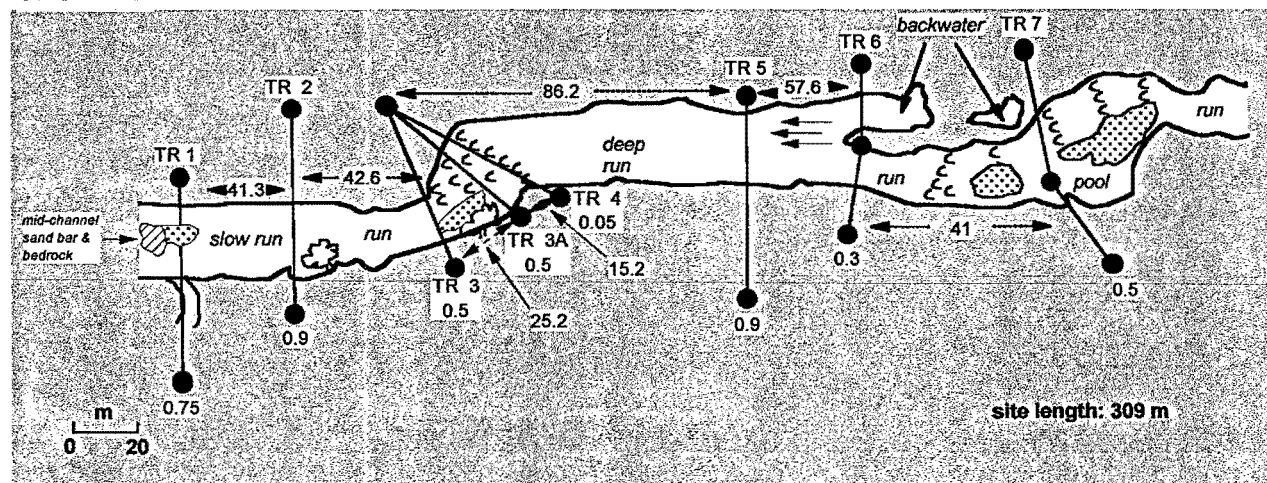 backwater
TR 7
TR 6
TR 5
57.6
86.2
TR 2
run
deep
run
TR 1
42.6
41.3
run
pool
TR 4
0.05
mid-channel
sand bar &
bedrock
slow run
run
TR 3A
0.5
41
0.3
15.2
TR 3
0.5
0.5
25.2
0.9
0.9
0.75
m
0 20
site length: 309 m